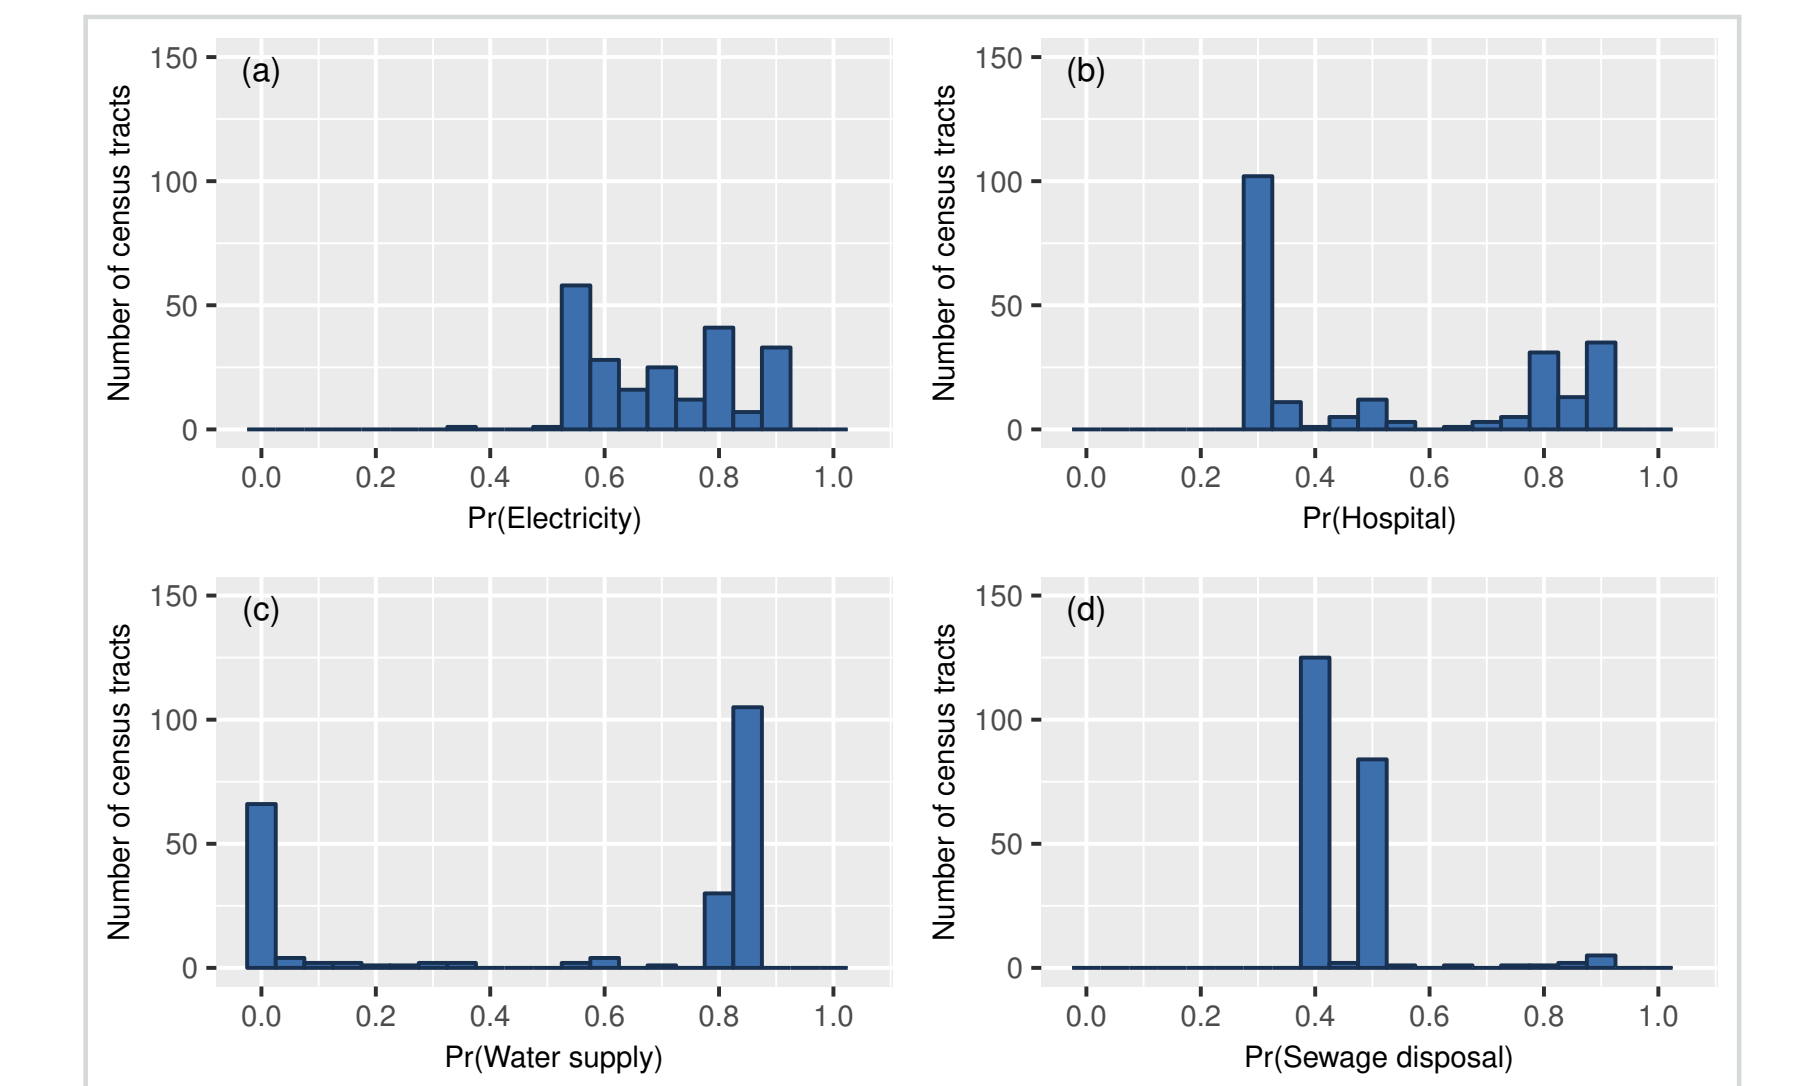 (a)
150
100
50
0
Number of census tracts
0.0 0.2 0.4 0.6 0.8 1.0
Pr(Electricity)
(b)
150
100
50
0
Number of census tracts
0.0 0.2 0.4 0.6 0.8 1.0
Pr(Hospital)
(c)
150
100
50
0
Number of census tracts
0.0 0.2 0.4 0.6 0.8 1.0
Pr(Water supply)
(d)
150
100
50
0
Number of census tracts
0.0 0.2 0.4 0.6 0.8 1.0
Pr(Sewage disposal)